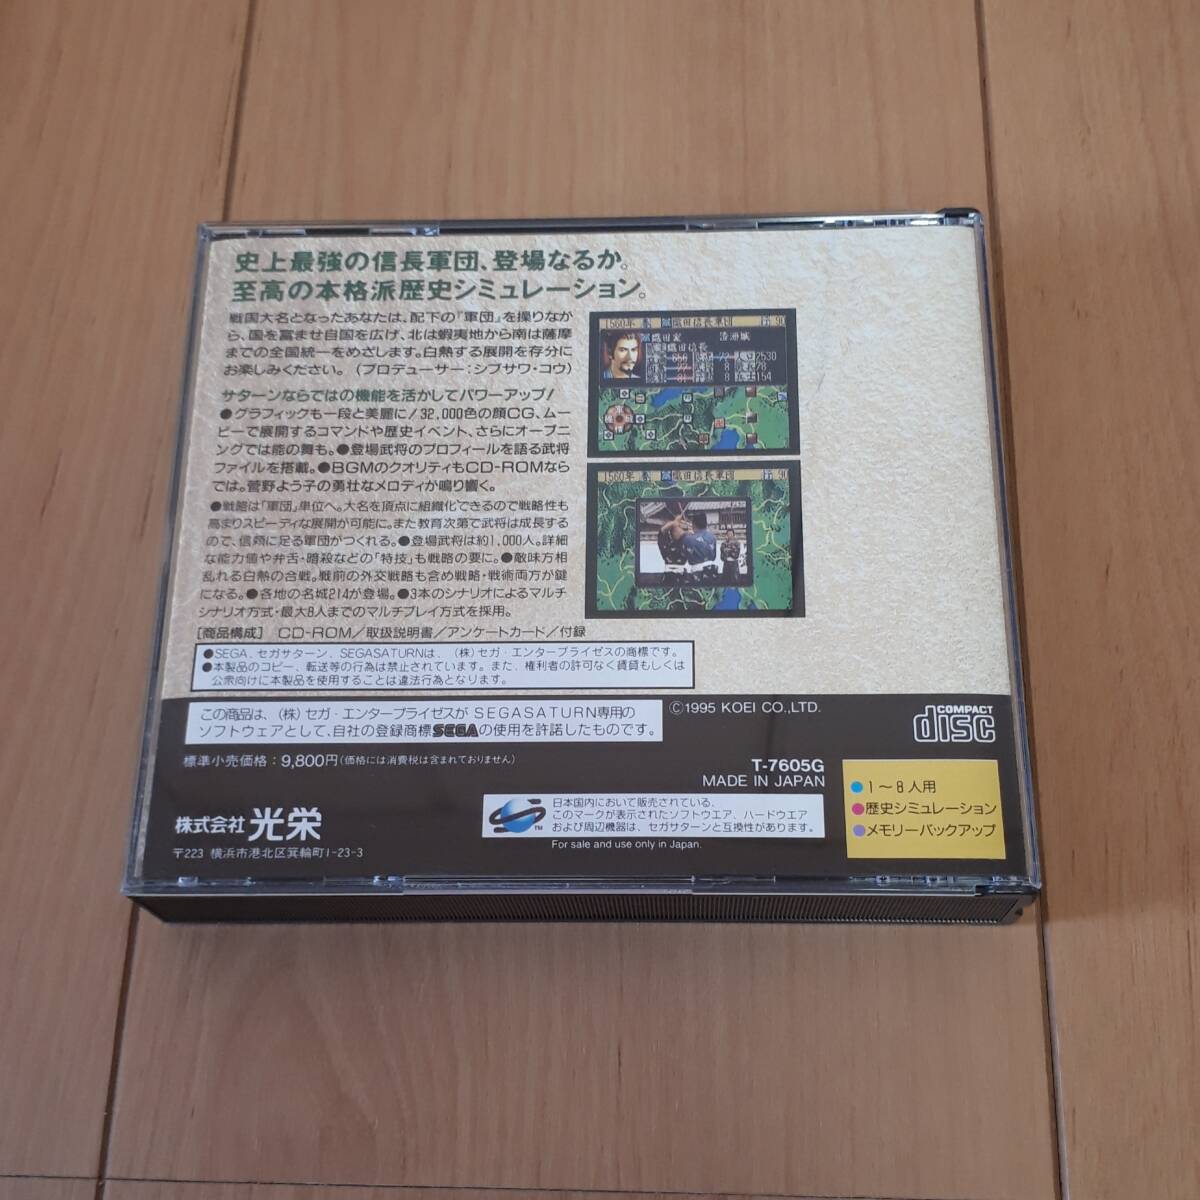 史上最強の信長軍団、登場なるか。
至高の本格派歴史シミュレーション。
戦国大名となったあなたは、配下の『軍団』を操りなが
ら、国を富ませ自国を広げ、北は蝦夷地から南は薩摩
までの全国統一をめざします。白熱する展開を存分に
お楽しみください。(プロデューサー:シブサワ・コウ)
サターンならではの機能を活かしてパワーアップ!
●グラフィックも一段と美麗に/32,000色の顔CG、ムー
ビーで展開するコマンドや歴史イベント、さらにオープニ
ングでは能の舞も。●登場武将のプロフィールを語る武将
ファイルを搭載。●BGMのクオリティもCD-ROMなら
では。菅野よう子の勇壮なメロディが鳴り響く。
●戦略は「軍団」単位へ。大名を頂点に組織化できるので戦略性も
高まりスピーディな展開が可能に。また教育次第で武将は成長する
ので、信頼に足る軍団がつくれる。●登場武将は約1,000人。詳細
な能力値や弁舌・暗殺などの「特技」も戦略の要に。●敵味方相
乱れる白熱の合戦。戦前の外交戦略も含め戦略・戦術両方が鍵
になる。●各地の名城214が登場。●3本のシナリオによるマルチ
シナリオ方式・最大8人までのマルチプレイ方式を採用。
[商品構成] CD-ROM/取扱説明書/アンケートカード/付録
●SEGA、セガサターン、SEGASATURNは、(株)セガ・エンタープライゼスの商標です。
●本製品のコピー、転送等の行為は禁止されています。また、権利者の許可なく賃貸もしくは
公衆向けに本製品を使用することは違法行為となります。
1560年 春 織田信長軍団 90
織田家 清洲城
織田信長
1560年 春 織田信長軍団 90
この商品は、(株)セガ・エンタープライゼスがSEGASATURN専用の
ソフトウェアとして、自社の登録商標SEGAの使用を許諾したものです。
©1995 KOEI CO.,LTD.
COMPACT
disc
標準小売価格:9,800円(価格には消費税は含まれておりません)
T-7605G
MADE IN JAPAN
株式会社 光栄
〒223 横浜市港北区箕輪町1-23-3
日本国内において販売されている、
このマークが表示されたソフトウエア、ハードウエア
および周辺機器は、セガサターンと互換性があります。
TM
For sale and use only in Japan.
●1〜8人用
●歴史シミュレーション
●メモリーバックアップ